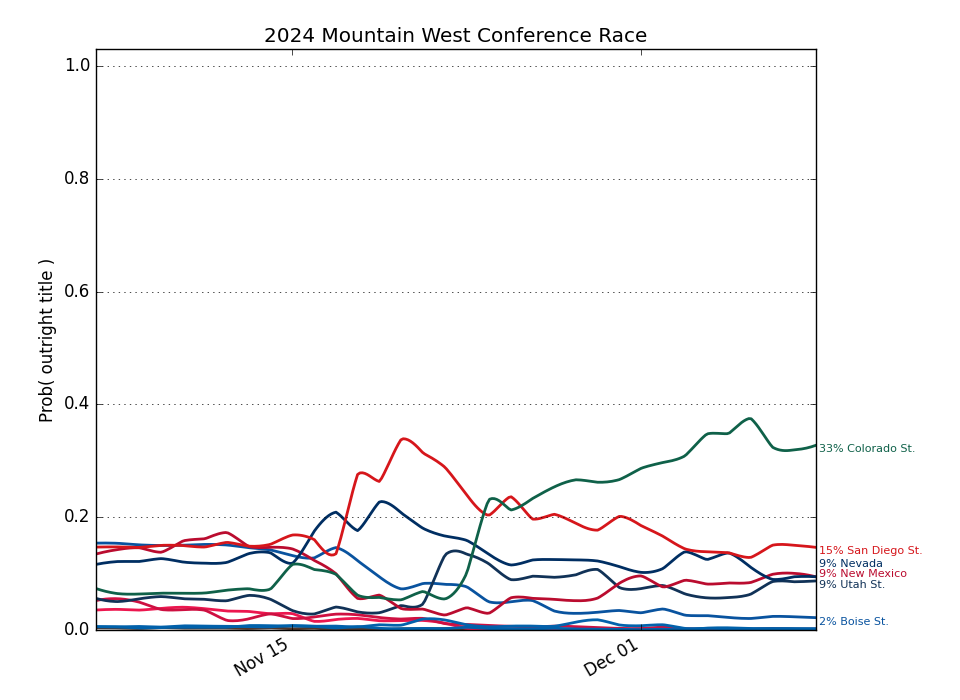 2024 Mountain West Conference Race
1.0
0.8
0.6
0.4
0.2
0.0
Prob( outright title )
33% Colorado St.
15% San Diego St.
9% Nevada
9% New Mexico
9% Utah St.
2% Boise St.
Nov 15
Dec 01